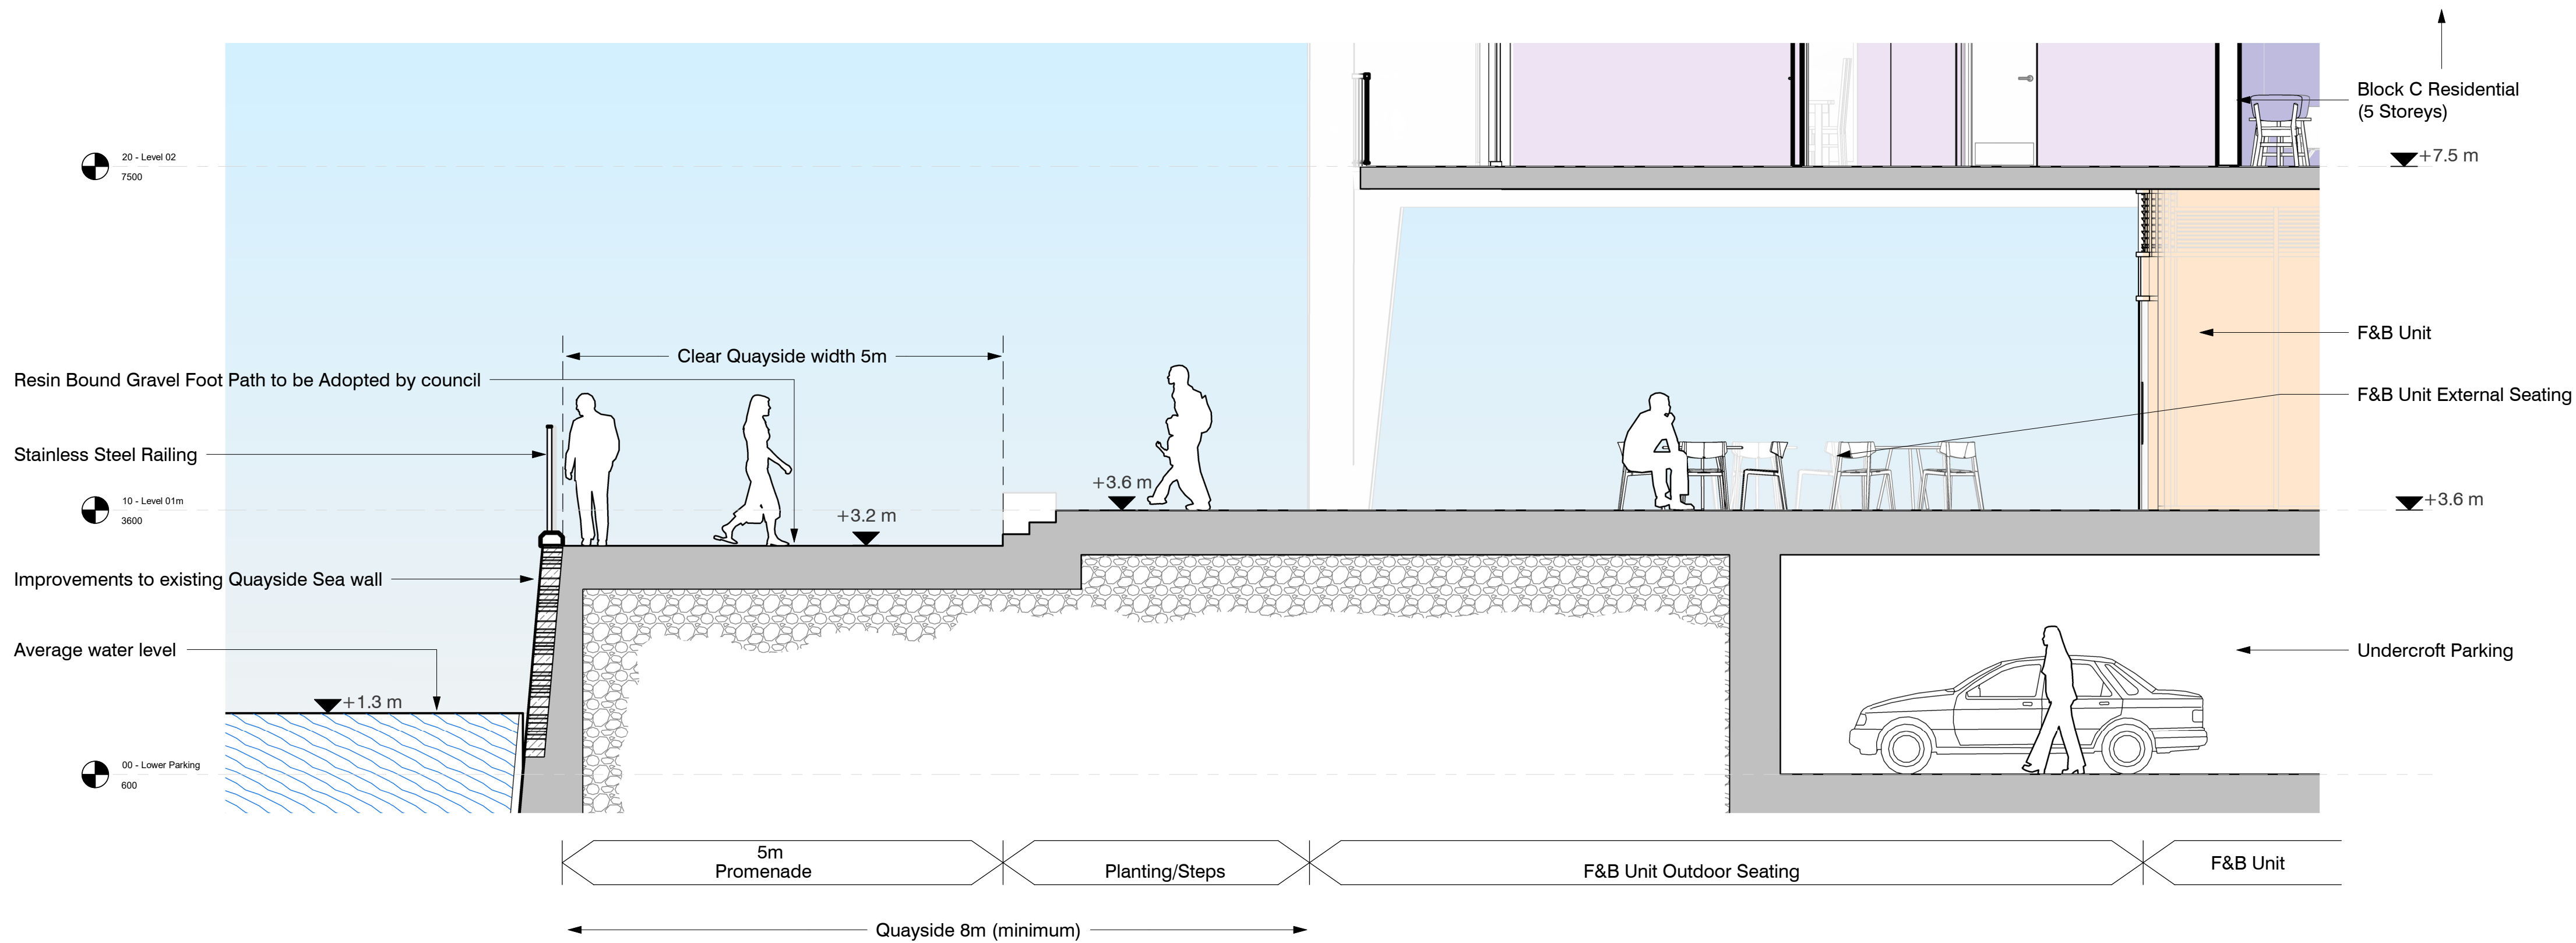 Block C Residential
(5 Storeys)
20 - Level 02
7500
+7.5 m
F&B Unit
Clear Quayside width 5m
Resin Bound Gravel Foot Path to be Adopted by council
F&B Unit External Seating
Stainless Steel Railing
+3.6 m
10 - Level 01m
3600
+3.6 m
+3.2 m
Improvements to existing Quayside Sea wall
Average water level
Undercroft Parking
+1.3 m
00 - Lower Parking
600
5m
Promenade
Planting/Steps
F&B Unit Outdoor Seating
F&B Unit
Quayside 8m (minimum)